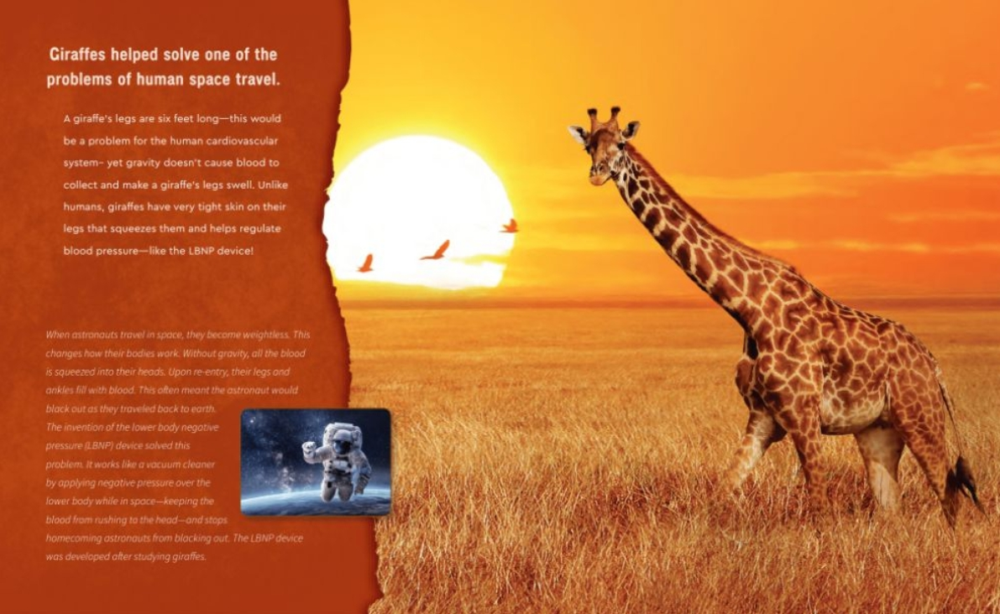 Giraffes helped solve one of the
problems of human space travel.
A giraffe's legs are six feet long—this would
be a problem for the human cardiovascular
system– yet gravity doesn't cause blood to
collect and make a giraffe's legs swell. Unlike
humans, giraffes have very tight skin on their
legs that squeezes them and helps regulate
blood pressure—like the LBNP device!
When astronauts travel in space, they become weightless. This
changes how their bodies work. Without gravity, all the blood
is squeezed into their heads. Upon re-entry, their legs and
ankles fill with blood. This often meant the astronaut would
black out as they traveled back to earth.
The invention of the lower body negative
pressure (LBNP) device solved this
problem. It works like a vacuum cleaner
by applying negative pressure over the
lower body while in space—keeping the
blood from rushing to the head—and stops
homecoming astronauts from blacking out. The LBNP device
was developed after studying giraffes.